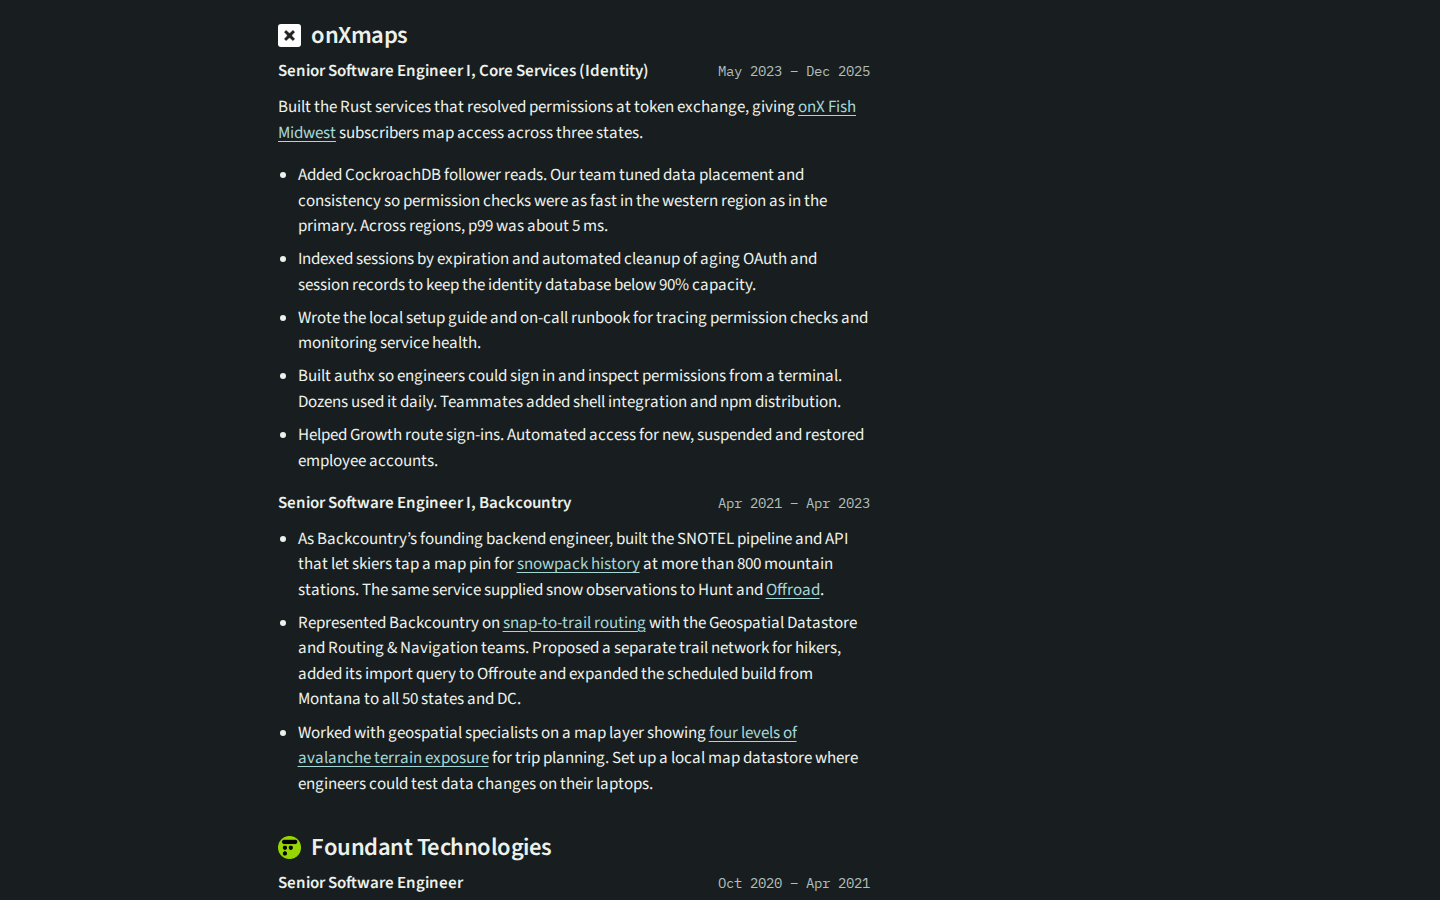 onXmaps
Senior Software Engineer I, Core Services (Identity)
May 2023 – Dec 2025
Built the Rust services that resolved permissions at token exchange, giving onX Fish
Midwest subscribers map access across three states.
• Added CockroachDB follower reads. Our team tuned data placement and
consistency so permission checks were as fast in the western region as in the
primary. Across regions, p99 was about 5 ms.
• Indexed sessions by expiration and automated cleanup of aging OAuth and
session records to keep the identity database below 90% capacity.
• Wrote the local setup guide and on-call runbook for tracing permission checks and
monitoring service health.
• Built authx so engineers could sign in and inspect permissions from a terminal.
Dozens used it daily. Teammates added shell integration and npm distribution.
• Helped Growth route sign-ins. Automated access for new, suspended and restored
employee accounts.
Senior Software Engineer I, Backcountry
Apr 2021 – Apr 2023
• As Backcountry’s founding backend engineer, built the SNOTEL pipeline and API
that let skiers tap a map pin for snowpack history at more than 800 mountain
stations. The same service supplied snow observations to Hunt and Offroad.
• Represented Backcountry on snap-to-trail routing with the Geospatial Datastore
and Routing & Navigation teams. Proposed a separate trail network for hikers,
added its import query to Offroute and expanded the scheduled build from
Montana to all 50 states and DC.
• Worked with geospatial specialists on a map layer showing four levels of
avalanche terrain exposure for trip planning. Set up a local map datastore where
engineers could test data changes on their laptops.
Foundant Technologies
Senior Software Engineer
Oct 2020 – Apr 2021